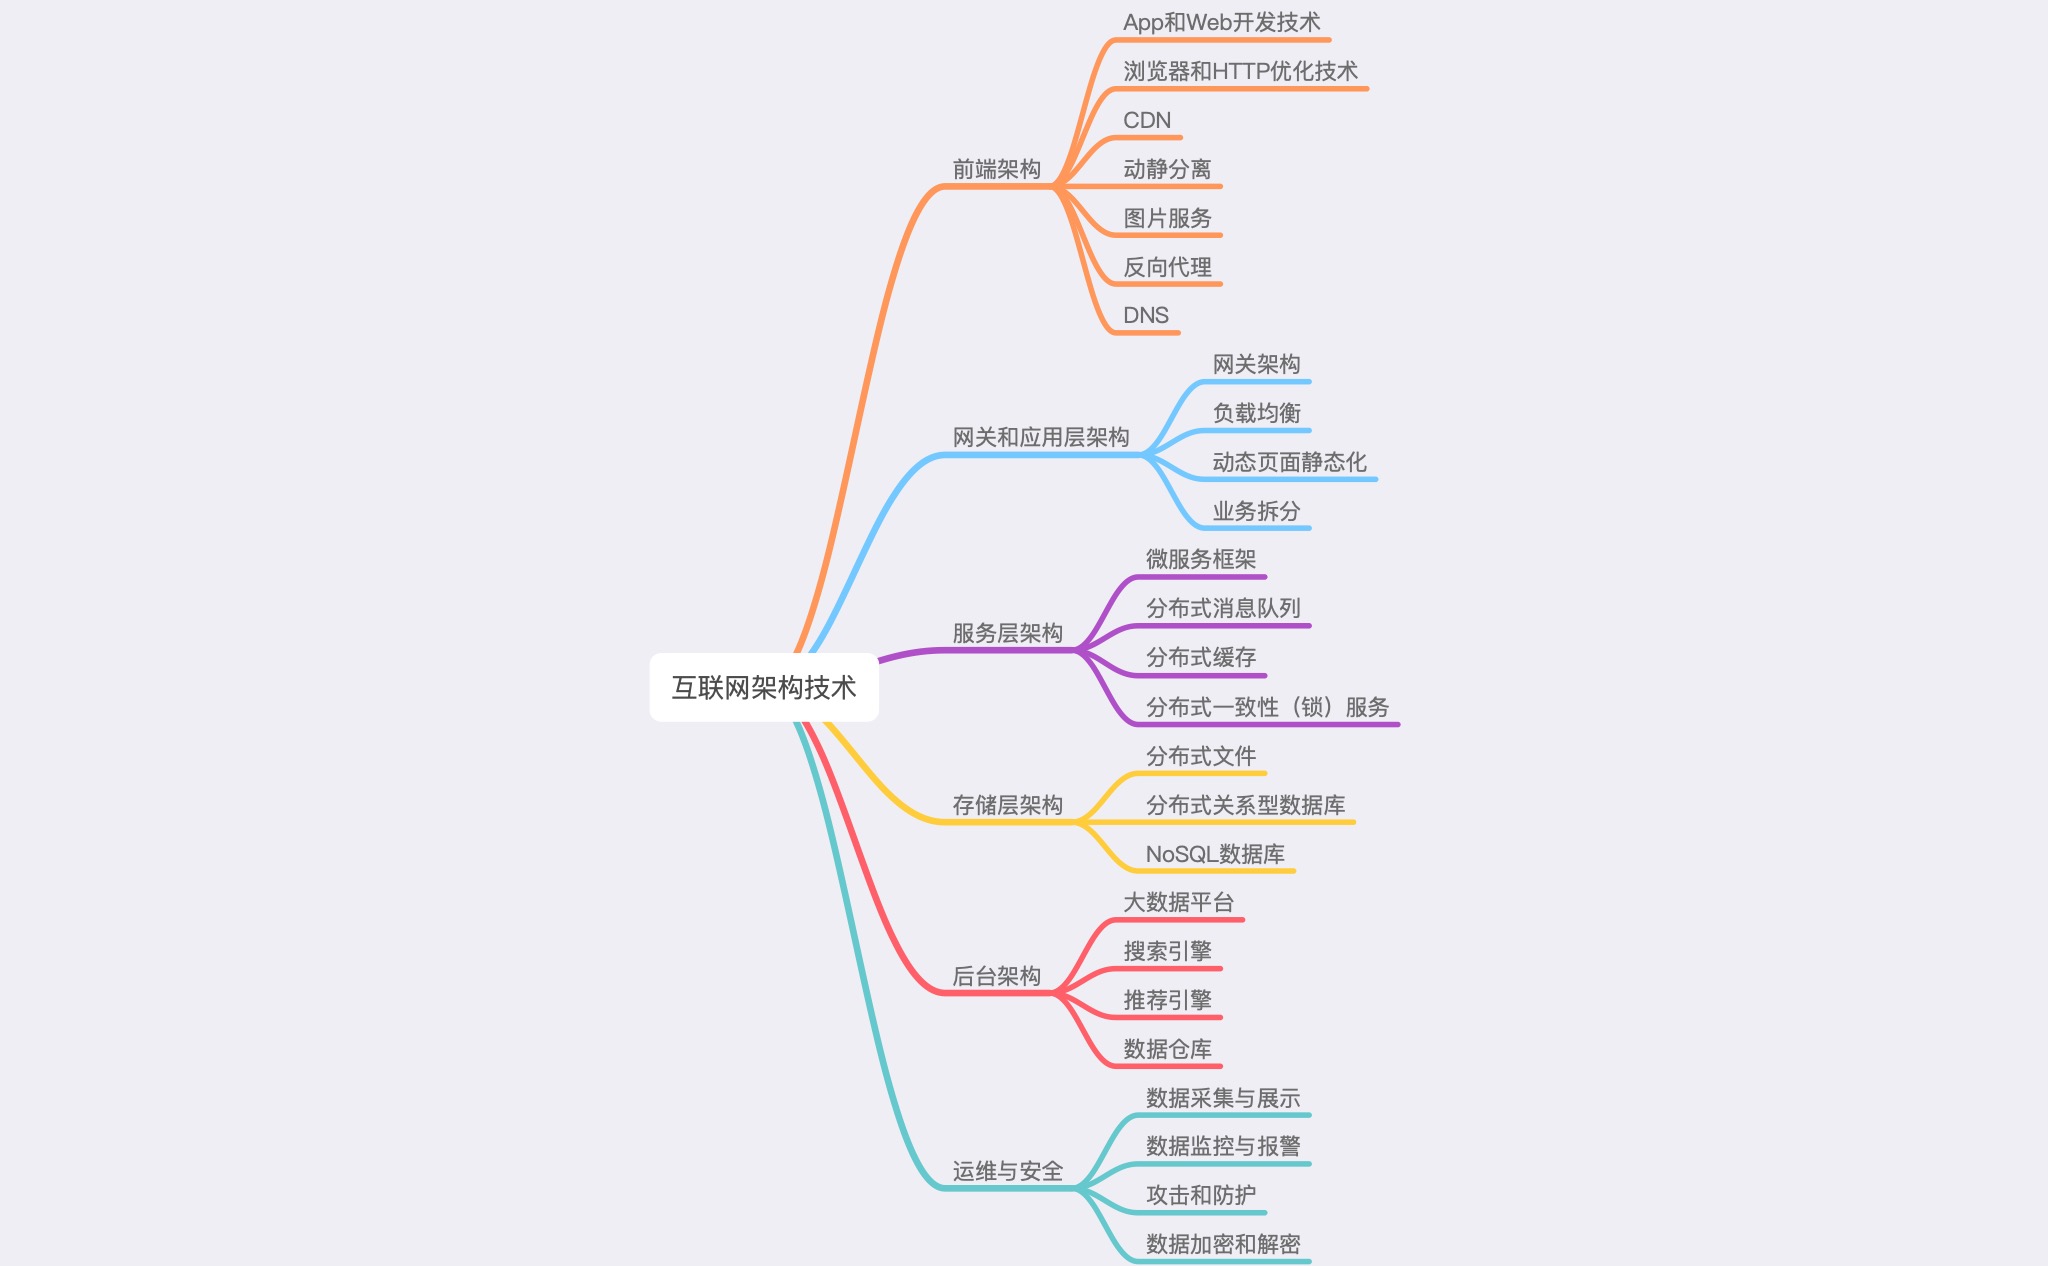 App和Web开发技术
浏览器和HTTP优化技术
CDN
前端架构
动静分离
图片服务
反向代理
DNS
网关架构
负载均衡
网关和应用层架构
动态页面静态化
业务拆分
微服务框架
分布式消息队列
服务层架构
分布式缓存
互联网架构技术
分布式一致性（锁）服务
分布式文件
存储层架构
分布式关系型数据库
NoSQL数据库
大数据平台
搜索引擎
后台架构
推荐引擎
数据仓库
数据采集与展示
数据监控与报警
运维与安全
攻击和防护
数据加密和解密